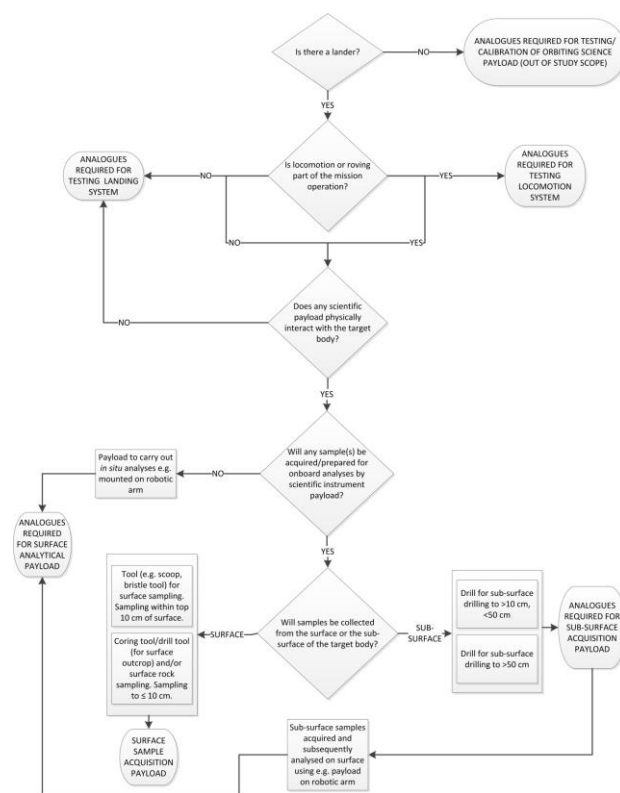 Is there a lander?
NO
ANALOGUES REQUIRED FOR TESTING/
CALIBRATION OF ORBITING SCIENCE
PAYLOAD (OUT OF STUDY SCOPE)
YES
ANALOGUES
REQUIRED FOR
TESTING LANDING
SYSTEM
NO
Is locomotion or roving
part of the mission
operation?
YES
ANALOGUES
REQUIRED FOR
TESTING
LOCOMOTION
SYSTEM
NO
YES
Does any scientific
payload physically
interact with the target
body?
NO
YES
Payload to carry out
in situ analyses e.g.
mounted on robotic
arm
NO
Will any sample(s) be
acquired/prepared for
onboard analyses by
scientific instrument
payload?
ANALOGUES
REQUIRED
FOR SURFACE
ANALYTICAL
PAYLOAD
YES
Tool (e.g. scoop,
bristle tool) for
surface sampling.
Sampling within top
10 cm of surface.
Coring tool/drill tool
(for surface
outcrop) and/or
surface rock
sampling. Sampling
to ≤ 10 cm.
SURFACE
Will samples be collected
from the surface or the sub-
surface of the target body?
SUB-
SURFACE
Drill for sub-surface
drilling to >10 cm,
<50 cm
Drill for sub-surface
drilling to >50 cm
ANALOGUES
REQUIRED FOR
SUB-SURFACE
ACQUISITION
PAYLOAD
SURFACE
SAMPLE
ACQUISITION
PAYLOAD
Sub-surface samples
acquired and
subsequently
analysed on surface
using e.g. payload
on robotic arm